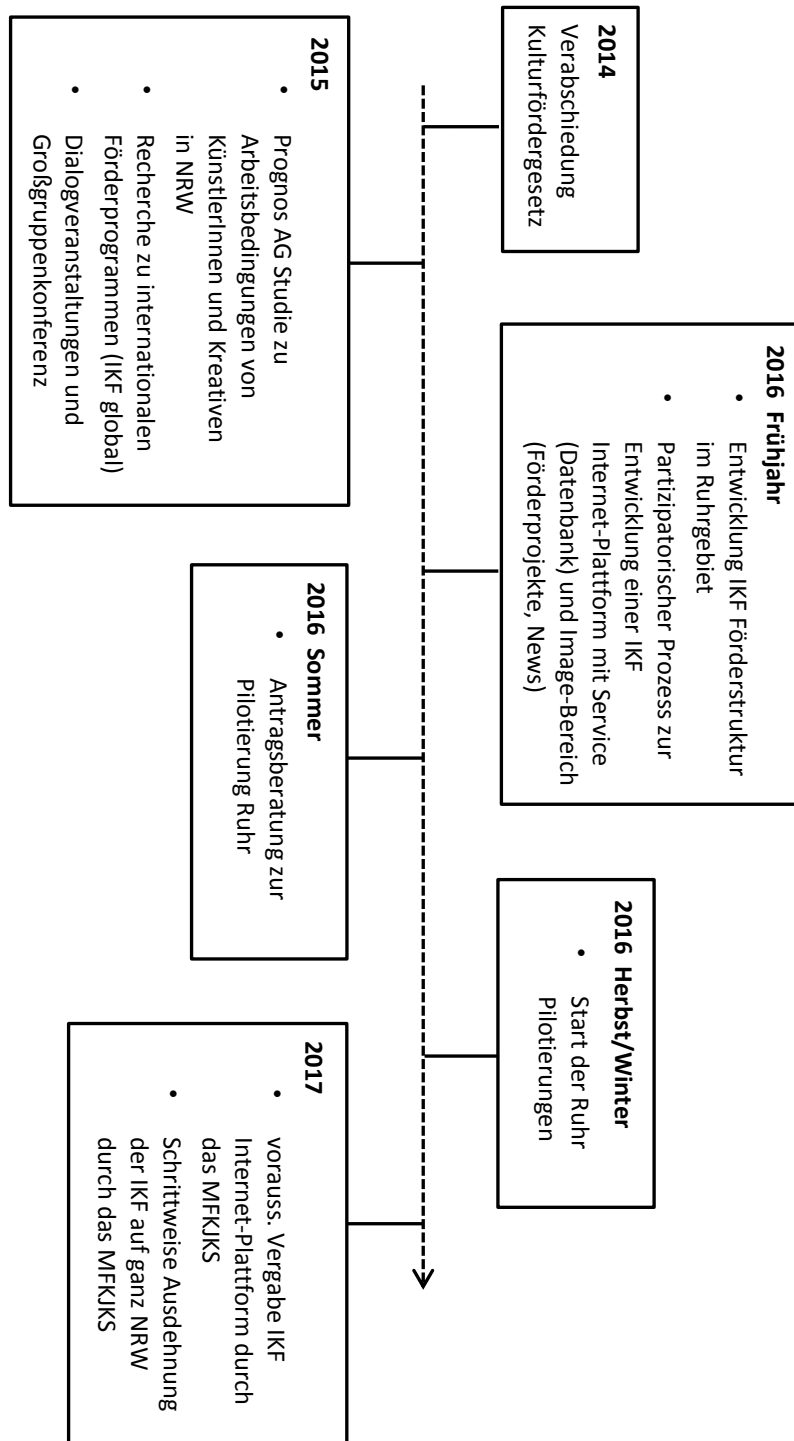 2014
Verabschiedung
Kulturfördergesetz
2015
• Prognos AG Studie zu
Arbeitsbedingungen von
KünstlerInnen und Kreativen
in NRW
• Recherche zu internationalen
Förderprogrammen (IKF global)
• Dialogveranstaltungen und
Großgruppenkonferenz
2016 Frühjahr
• Entwicklung IKF Förderstruktur
im Ruhrgebiet
• Partizipatorischer Prozess zur
Entwicklung einer IKF
Internet-Plattform mit Service
(Datenbank) und Image-Bereich
(Förderprojekte, News)
2016 Sommer
• Antragsberatung zur
Pilotierung Ruhr
2016 Herbst/Winter
• Start der Ruhr
Pilotierungen
2017
• vorauss. Vergabe IKF
Internet-Plattform durch
das MFKJKS
• Schrittweise Ausdehnung
der IKF auf ganz NRW
durch das MFKJKS